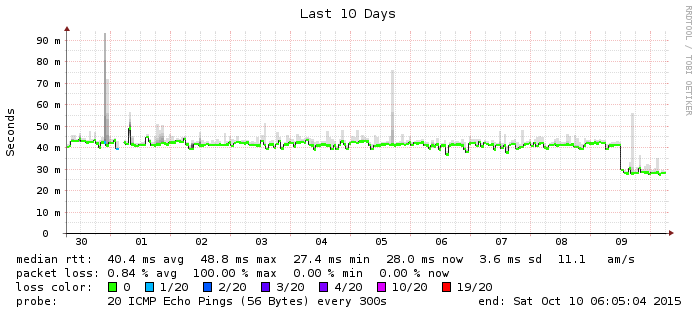 Last 10 Days
RRDTOOL / TOBI OETIKER
Seconds
90 m
80 m
70 m
60 m
50 m
40 m
30 m
20 m
10 m
0
30 01 02 03 04 05 06 07 08 09
median rtt: 40.4 ms avg 48.8 ms max 27.4 ms min 28.0 ms now 3.6 ms sd 11.1 am/s
packet loss: 0.84 % avg 100.00 % max 0.00 % min 0.00 % now
loss color: 0 1/20 2/20 3/20 4/20 10/20 19/20
probe: 20 ICMP Echo Pings (56 Bytes) every 300s end: Sat Oct 10 06:05:04 2015